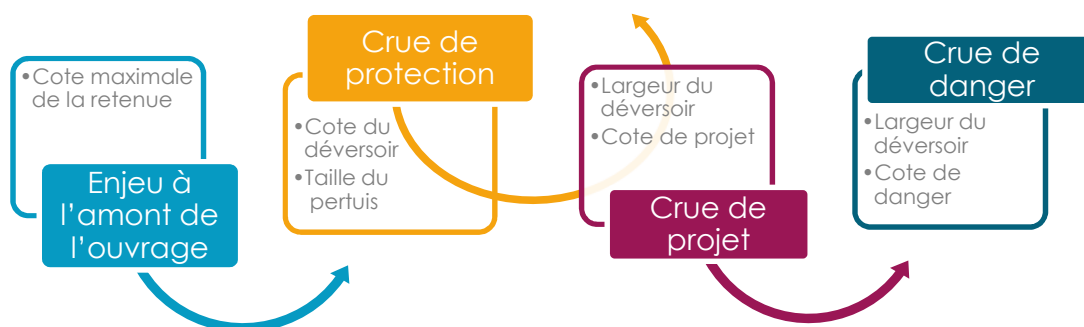 •Cote maximale
de la retenue
Enjeu à
l'amont de
l'ouvrage
Crue de
protection
•Cote du
déversoir
•Taille du
pertuis
•Largeur du
déversoir
•Cote de projet
Crue de
projet
Crue de
danger
•Largeur du
déversoir
•Cote de
danger